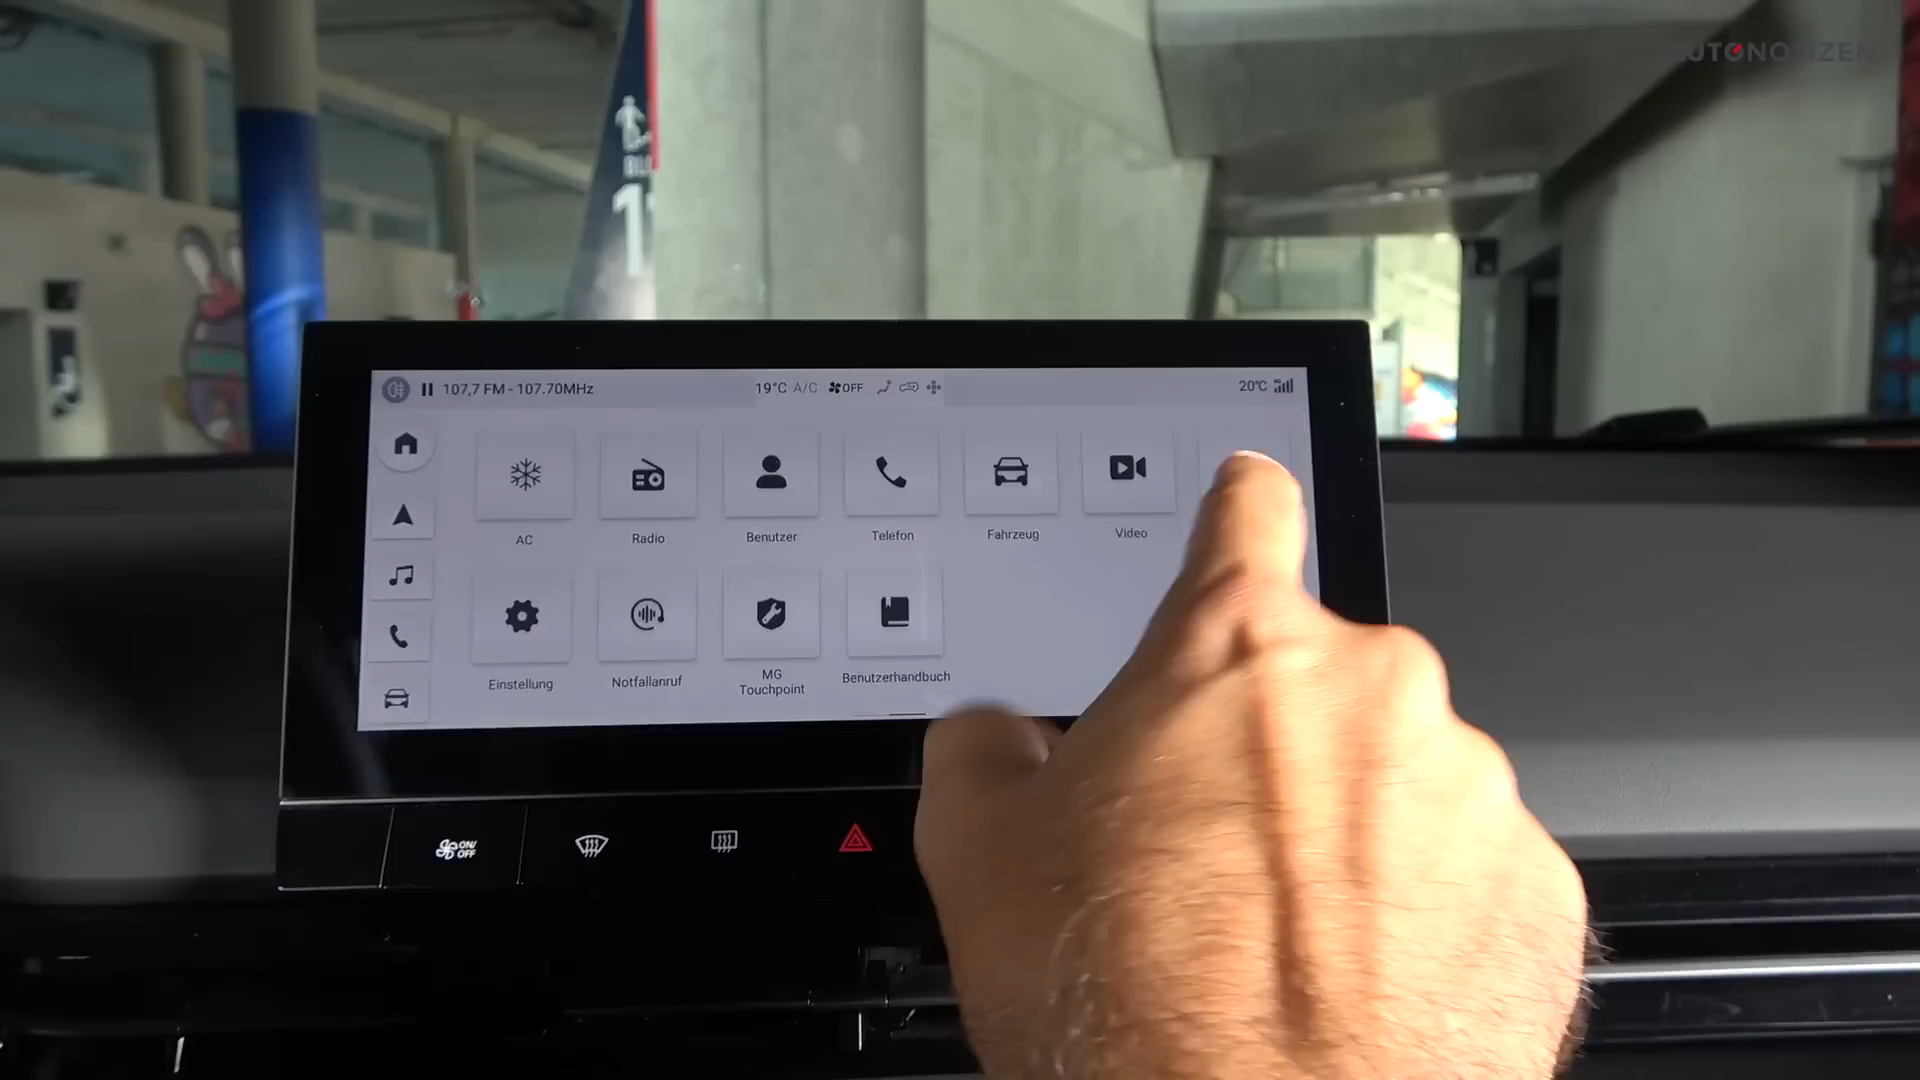 107,7 FM - 107.70MHz
19°C A/C OFF
20°C
AC
Radio
Benutzer
Telefon
Fahrzeug
Video
Einstellung
Notfallanruf
MG
Touchpoint
Benutzerhandbuch
ON/
OFF